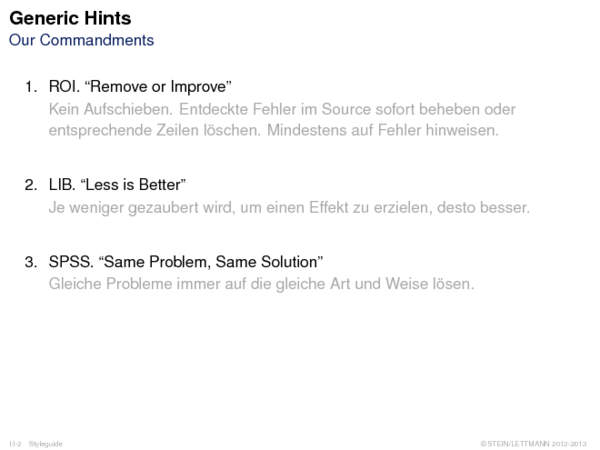 Generic Hints
Our Commandments
1. ROI. “Remove or Improve”
Kein Aufschieben. Entdeckte Fehler im Source sofort beheben oder
entsprechende Zeilen löschen. Mindestens auf Fehler hinweisen.
2. LIB. “Less is Better”
Je weniger gezaubert wird, um einen Effekt zu erzielen, desto besser.
3. SPSS. “Same Problem, Same Solution”
Gleiche Probleme immer auf die gleiche Art und Weise lösen.
Styleguide
© STEIN/LETTMANN 2012-2013